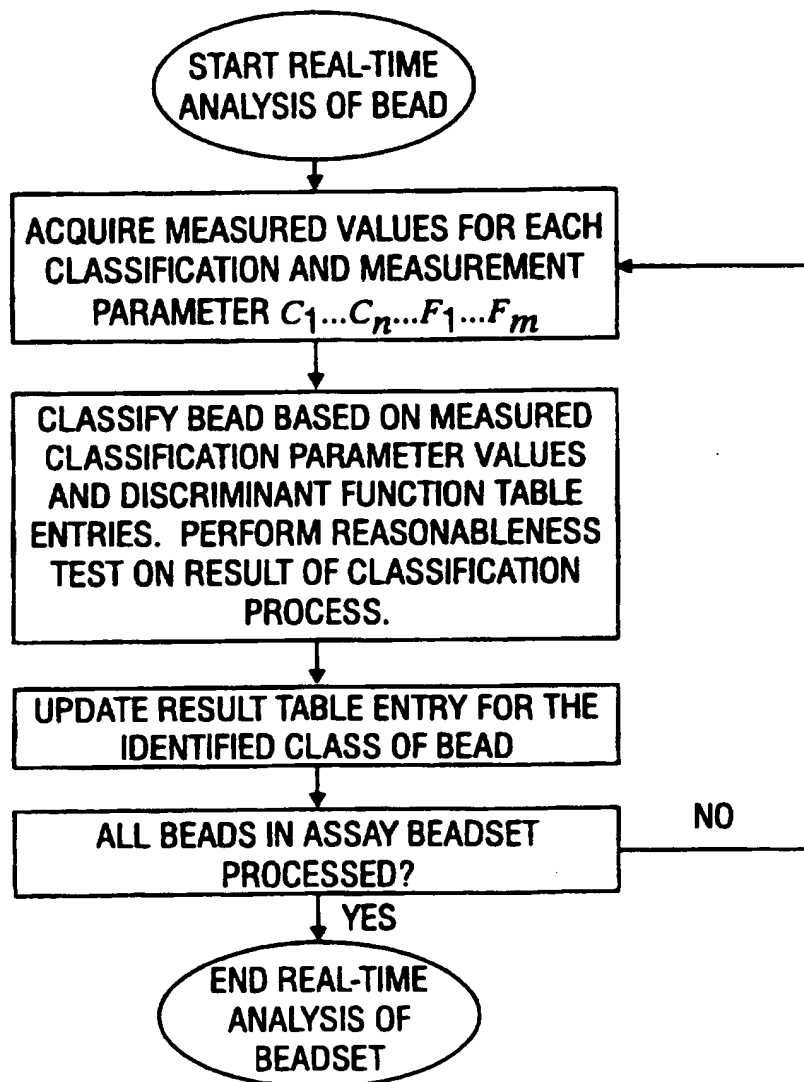 START REAL-TIME
ANALYSIS OF BEAD
ACQUIRE MEASURED VALUES FOR EACH
CLASSIFICATION AND MEASUREMENT
PARAMETER C1...Cn...F1...Fm
CLASSIFY BEAD BASED ON MEASURED
CLASSIFICATION PARAMETER VALUES
AND DISCRIMINANT FUNCTION TABLE
ENTRIES. PERFORM REASONABLENESS
TEST ON RESULT OF CLASSIFICATION
PROCESS.
UPDATE RESULT TABLE ENTRY FOR THE
IDENTIFIED CLASS OF BEAD
ALL BEADS IN ASSAY BEADSET
PROCESSED?
NO
YES
END REAL-TIME
ANALYSIS OF
BEADSET